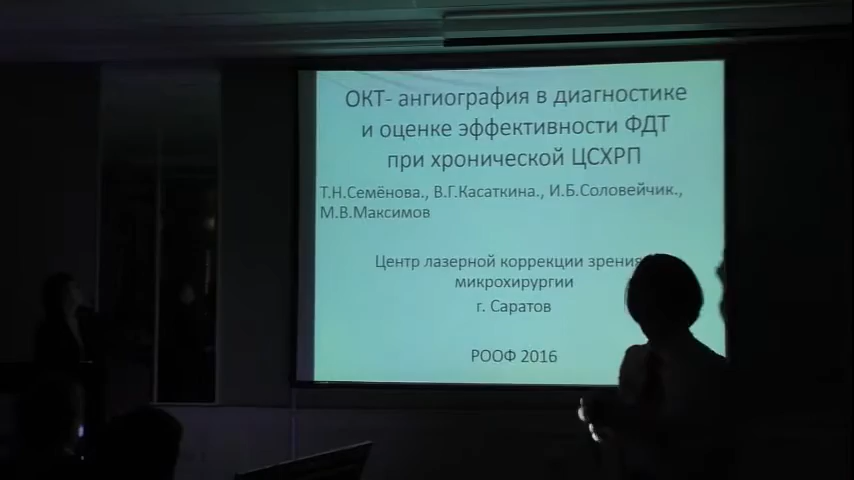 ОКТ- ангиография в диагностике
и оценке эффективности ФДТ
при хронической ЦСХРП
Т.Н.Семёнова., В.Г.Касаткина., И.Б.Соловейчик.,
М.В.Максимов
Центр лазерной коррекции зрения
микрохирургии
г. Саратов
РООФ 2016